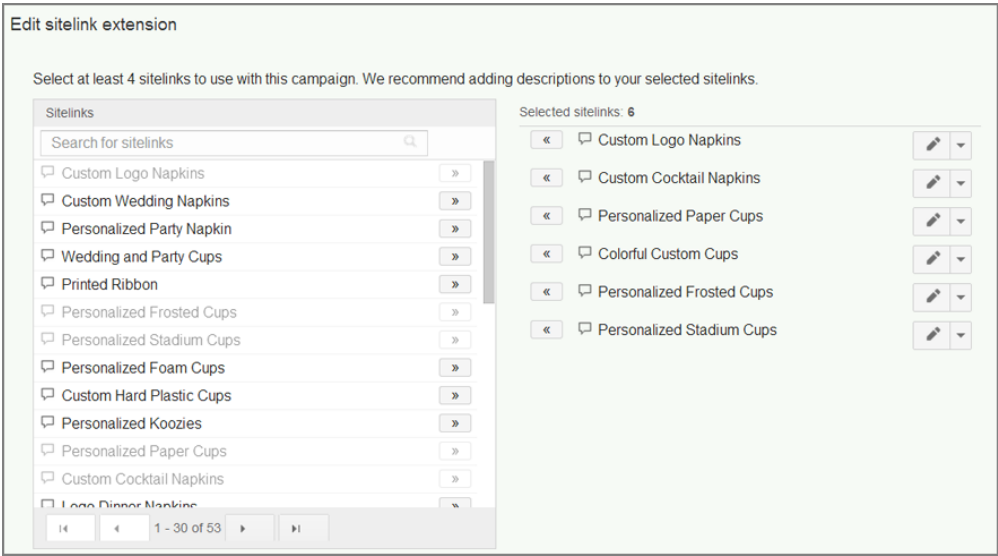 Edit sitelink extension
Select at least 4 sitelinks to use with this campaign. We recommend adding descriptions to your selected sitelinks.
Sitelinks
Search for sitelinks
Custom Logo Napkins
Custom Wedding Napkins
Personalized Party Napkin
Wedding and Party Cups
Printed Ribbon
Personalized Frosted Cups
Personalized Stadium Cups
Personalized Foam Cups
Custom Hard Plastic Cups
Personalized Koozies
Personalized Paper Cups
Custom Cocktail Napkins
Logo Dinner Napkins
1 - 30 of 53
Selected sitelinks: 6
Custom Logo Napkins
Custom Cocktail Napkins
Personalized Paper Cups
Colorful Custom Cups
Personalized Frosted Cups
Personalized Stadium Cups